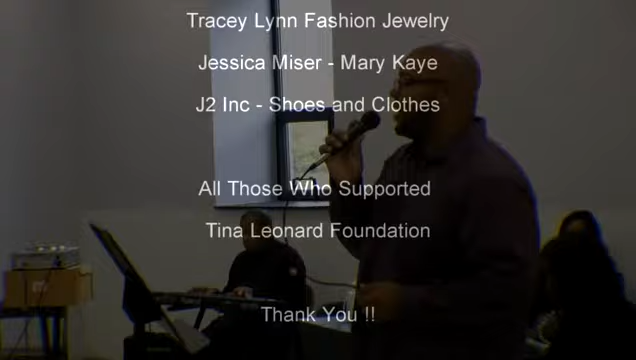 Tracey Lynn Fashion Jewelry
Jessica Miser - Mary Kaye
J2 Inc - Shoes and Clothes
All Those Who Supported
Tina Leonard Foundation
Thank You !!